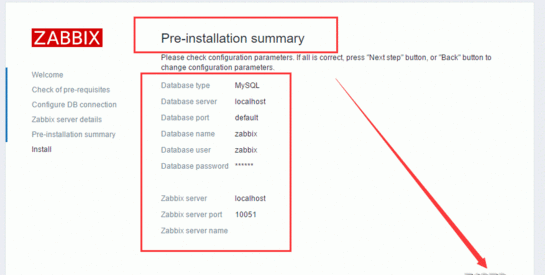 ZABBIX
Pre-installation summary
Please check configuration parameters. If all is correct, press "Next step" button, or "Back" button to
change configuration parameters.
Welcome
Check of pre-requisites
Configure DB connection
Zabbix server details
Pre-installation summary
Install
Database type MySQL
Database server localhost
Database port default
Database name zabbix
Database user zabbix
Database password ******
Zabbix server localhost
Zabbix server port 10051
Zabbix server name